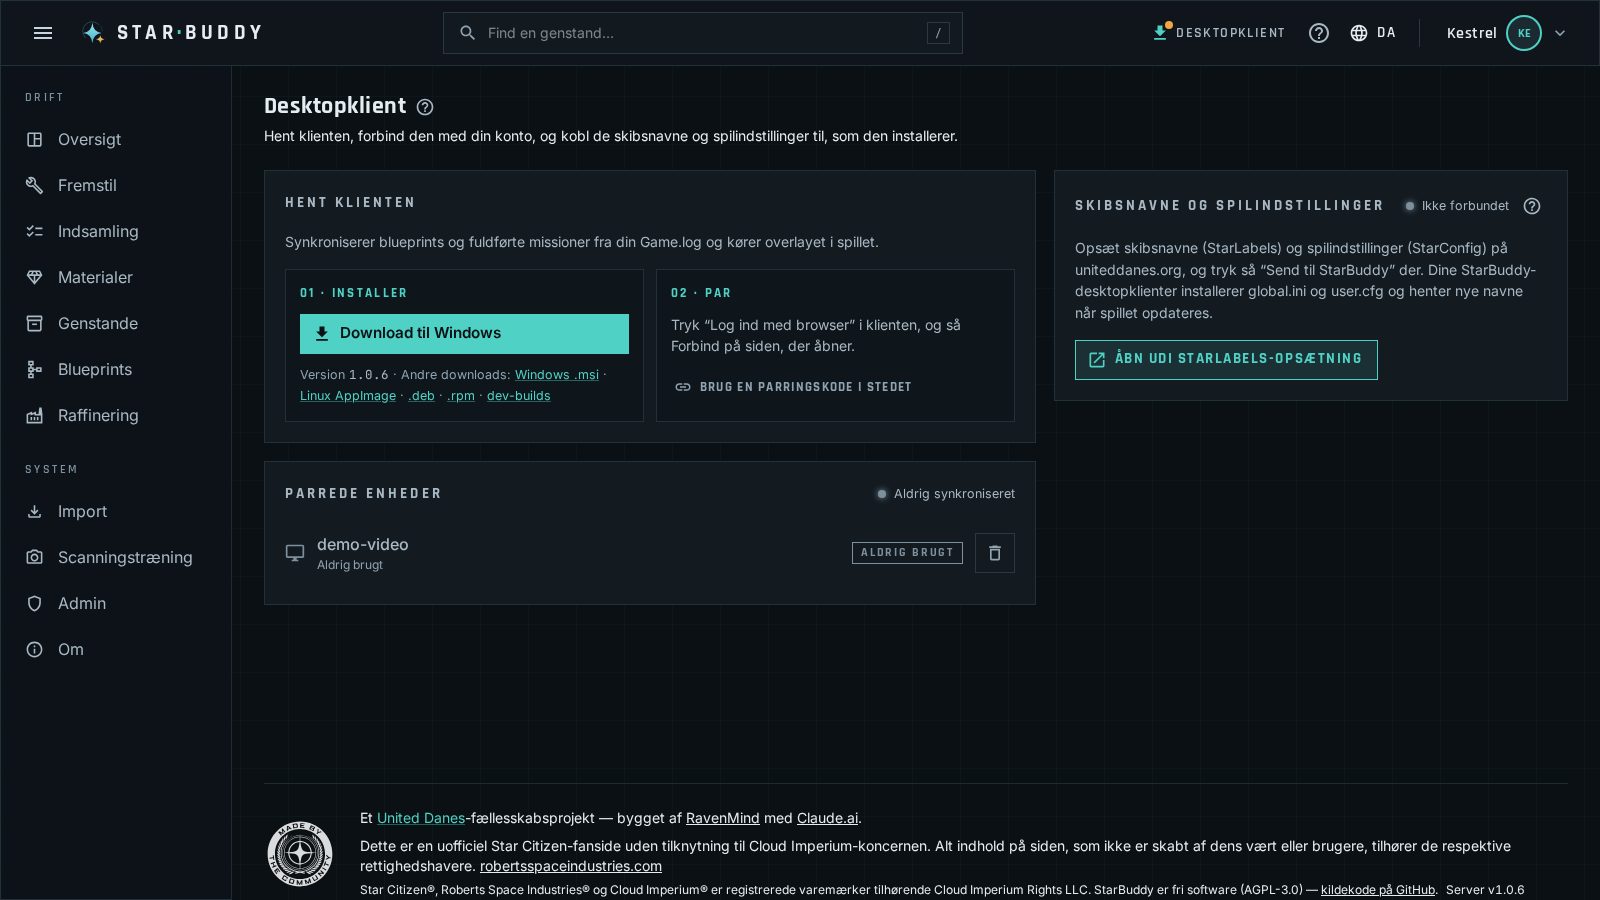 STAR·BUDDY
Find en genstand...
/
DESKTOPKLIENT
DA
Kestrel
KE
DRIFT
Oversigt
Fremstil
Indsamling
Materialer
Genstande
Blueprints
Raffinering
SYSTEM
Import
Scanningstræning
Admin
Om
Desktopklient
Hent klienten, forbind den med din konto, og kobl de skibsnavne og spilindstillinger til, som den installerer.
HENT KLIENTEN
Synkroniserer blueprints og fuldførte missioner fra din Game.log og kører overlayet i spillet.
01 · INSTALLER
Download til Windows
Version 1.0.6 · Andre downloads: Windows .msi ·
Linux AppImage · .deb · .rpm · dev-builds
02 · PAR
Tryk “Log ind med browser” i klienten, og så
Forbind på siden, der åbner.
BRUG EN PARRINGSKODE I STEDET
PARREDE ENHEDER
Aldrig synkroniseret
demo-video
Aldrig brugt
ALDRIG BRUGT
SKIBSNAVNE OG SPILINDSTILLINGER
Ikke forbundet
Opsæt skibsnavne (StarLabels) og spilindstillinger (StarConfig) på
uniteddanes.org, og tryk så “Send til StarBuddy” der. Dine StarBuddy-
desktopklienter installerer global.ini og user.cfg og henter nye navne
når spillet opdateres.
ÅBN UDI STARLABELS-OPSÆTNING
MADE BY
THE COMMUNITY
Et United Danes-fællesskabsprojekt — bygget af RavenMind med Claude.ai.
Dette er en uofficiel Star Citizen-fanside uden tilknytning til Cloud Imperium-koncernen. Alt indhold på siden, som ikke er skabt af dens vært eller brugere, tilhører de respektive
rettighedshavere. robertsspaceindustries.com
Star Citizen®, Roberts Space Industries® og Cloud Imperium® er registrerede varemærker tilhørende Cloud Imperium Rights LLC. StarBuddy er fri software (AGPL-3.0) — kildekode på GitHub. Server v1.0.6